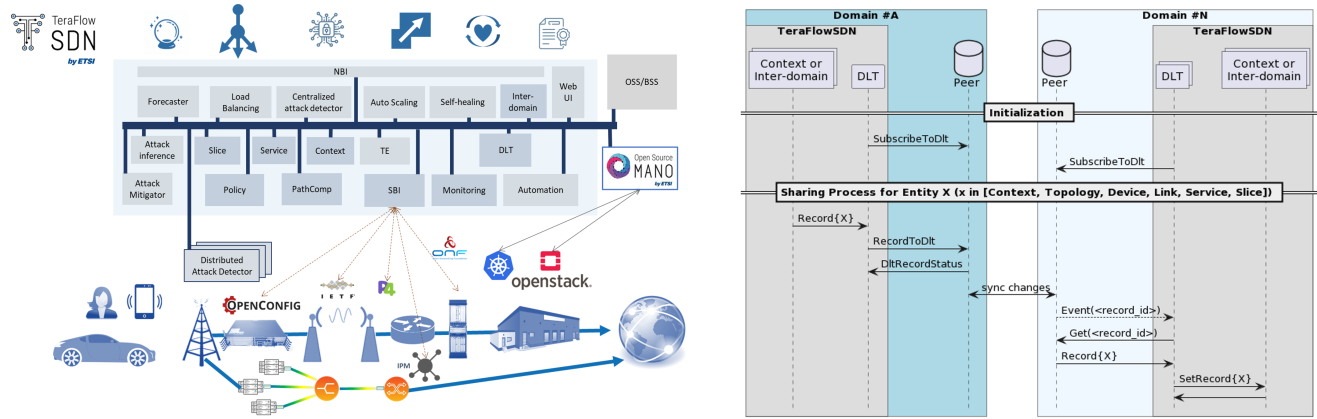 TeraFlow
SDN
by ETSI
NBI
Forecaster
Load
Balancing
Centralized
attack detector
Auto Scaling
Self-healing
Inter-
domain
Web
UI
OSS/BSS
Attack
inference
Slice
Service
Context
TE
DLT
Attack
Mitigator
Policy
PathComp
SBI
Monitoring
Automation
Open Source
MANO
by ETSI
Distributed
Attack Detector
ONF
openstack.
OPENCONFIG
IETF
P4
IPM
Domain #A
TeraFlowSDN
Context or
Inter-domain
DLT
Peer
Domain #N
TeraFlowSDN
Peer
DLT
Context or
Inter-domain
Initialization
SubscribeToDlt
SubscribeToDlt
Sharing Process for Entity X (x in [Context, Topology, Device, Link, Service, Slice])
Record{X}
RecordToDlt
DltRecordStatus
sync changes
Event(<record_id>)
Get(<record_id>)
Record{X}
SetRecord{X}